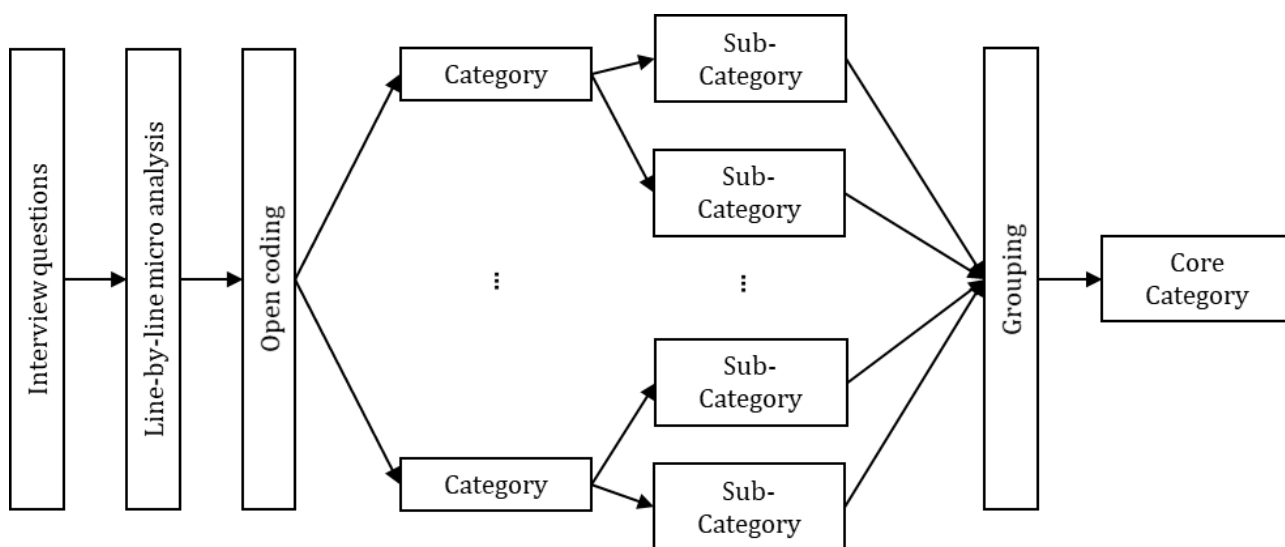 Interview questions
Line-by-line micro analysis
Open coding
Category
...
Category
Sub-
Category
Sub-
Category
...
Sub-
Category
Sub-
Category
Grouping
Core
Category